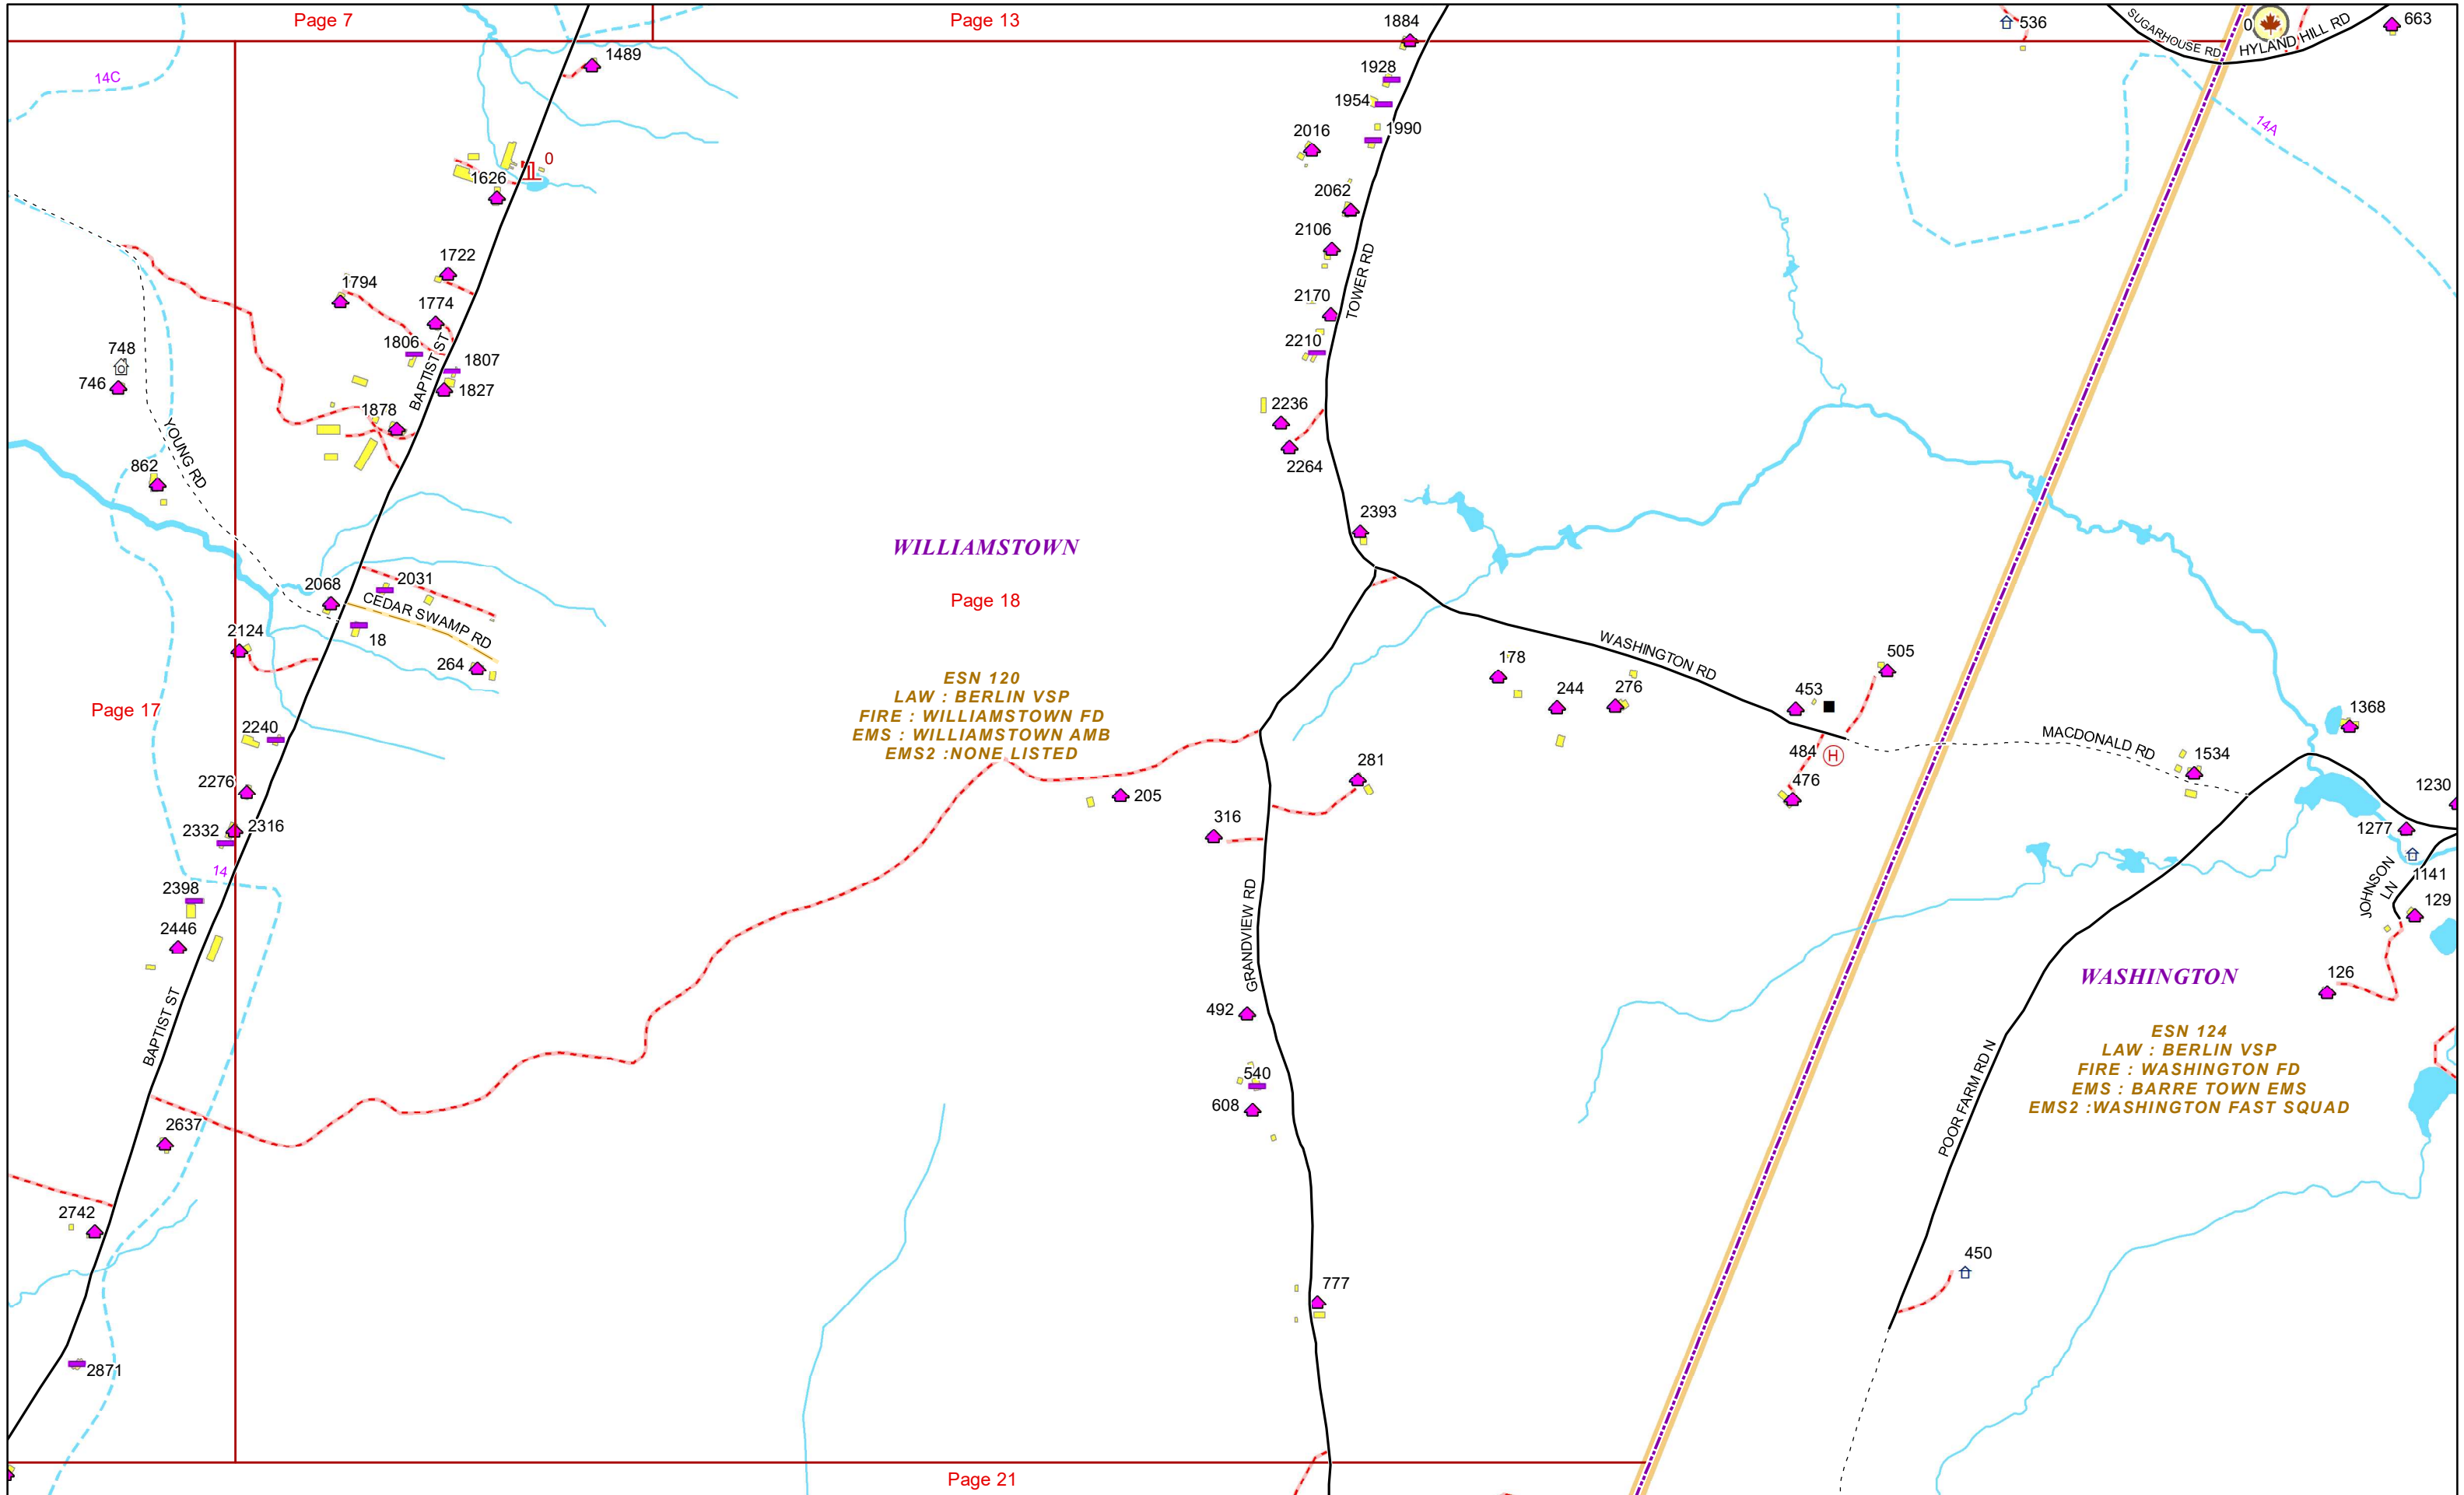 Page 7
Page 13
1884
536
SUGARHOUSE RD
0
HYLAND HILL RD
663
1489
14C
1928
1954
1990
2016
14A
0
1626
2062
2106
1722
1794
1774
2170
TOWER RD
1806
BAPTIST ST
1807
1827
2210
748
746
1878
2236
2264
YOUNG RD
862
2393
WILLIAMSTOWN
2068
2031
CEDAR SWAMP RD
18
2124
264
Page 18
WASHINGTON RD
178
244
276
453
505
ESN 120
LAW : BERLIN VSP
FIRE : WILLIAMSTOWN FD
EMS : WILLIAMSTOWN AMB
EMS2 :NONE LISTED
Page 17
2240
484
H
MACDONALD RD
1368
1534
476
281
205
316
2276
2332
2316
14
1230
1277
JOHNSON
LN
1141
129
2398
2446
GRANDVIEW RD
WASHINGTON
126
BAPTIST ST
492
540
608
POOR FARM RD N
ESN 124
LAW : BERLIN VSP
FIRE : WASHINGTON FD
EMS : BARRE TOWN EMS
EMS2 :WASHINGTON FAST SQUAD
2637
2742
450
777
2871
Page 21